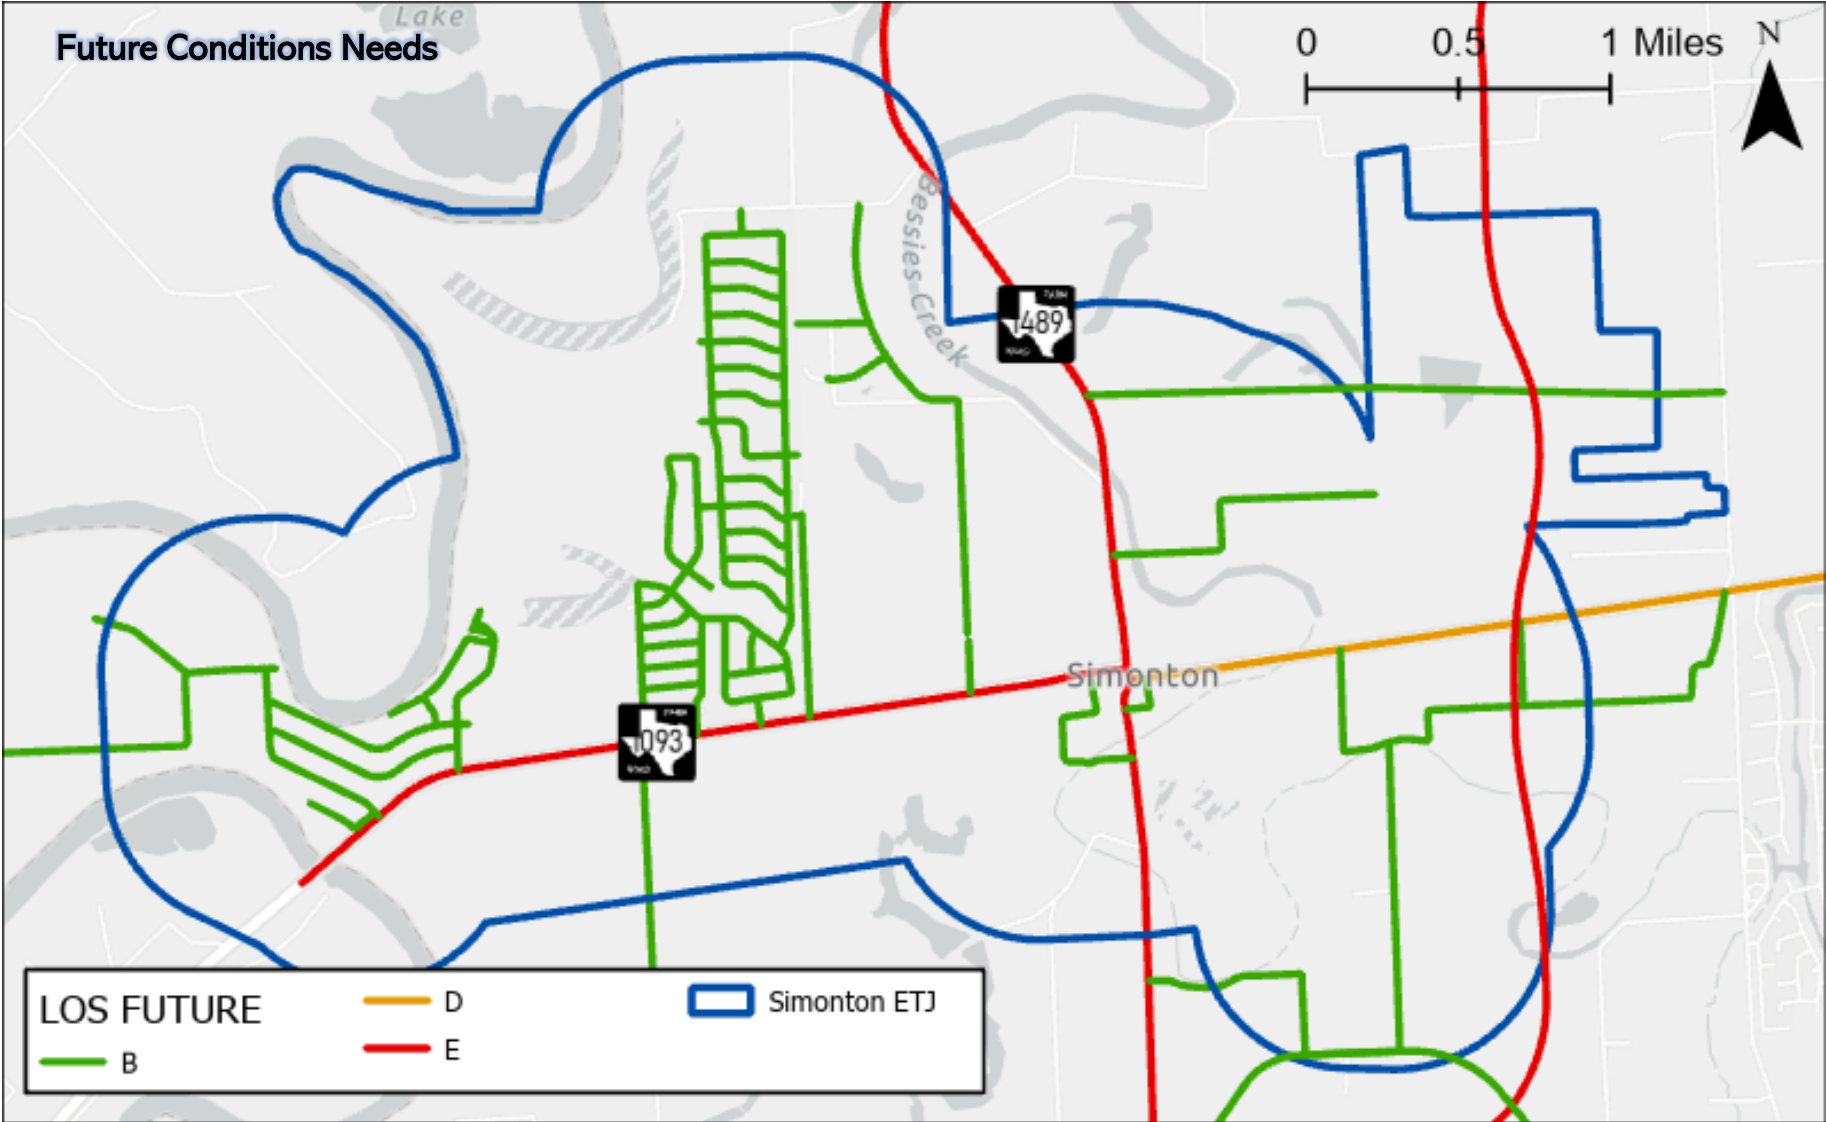 Lake
Future Conditions Needs
0 0.5 1 Miles
N
Bessies Creek
1489
Simonton
1093
LOS FUTURE
B
D
E
Simonton ETJ